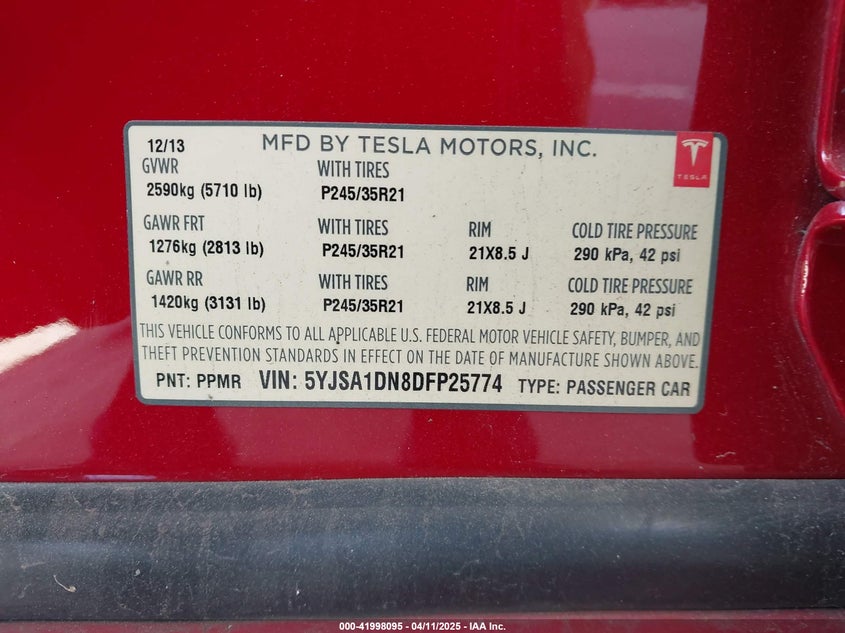 12/13 MFD BY TESLA MOTORS, INC.
TESLA
GVWR WITH TIRES
2590kg (5710 lb) P245/35R21
GAWR FRT WITH TIRES RIM COLD TIRE PRESSURE
1276kg (2813 lb) P245/35R21 21X8.5 J 290 kPa, 42 psi
GAWR RR WITH TIRES RIM COLD TIRE PRESSURE
1420kg (3131 lb) P245/35R21 21X8.5 J 290 kPa, 42 psi
THIS VEHICLE CONFORMS TO ALL APPLICABLE U.S. FEDERAL MOTOR VEHICLE SAFETY, BUMPER, AND
THEFT PREVENTION STANDARDS IN EFFECT ON THE DATE OF MANUFACTURE SHOWN ABOVE.
PNT: PPMR VIN: 5YJSA1DN8DFP25774 TYPE: PASSENGER CAR
000-41998095 - 04/11/2025 - IAA Inc.